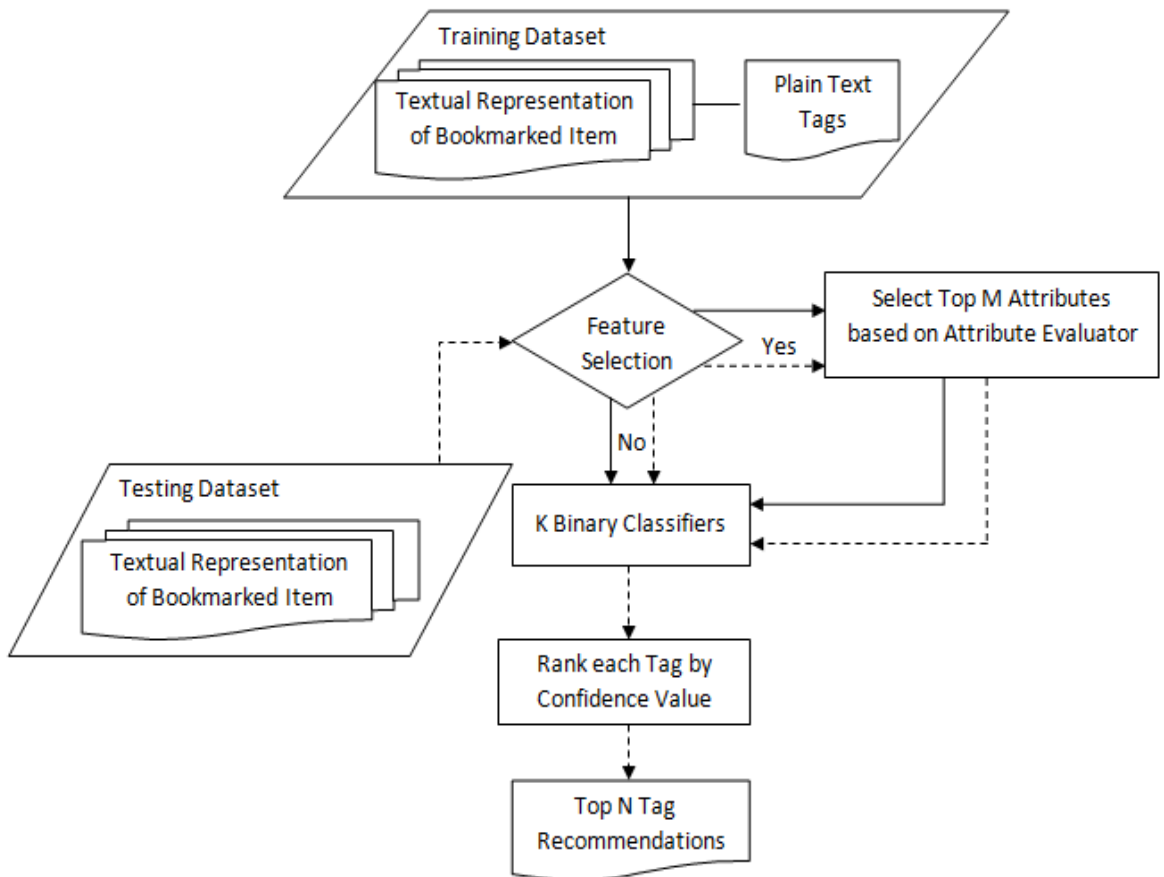 Training Dataset
Textual Representation
of Bookmarked Item
Plain Text
Tags
Feature
Selection
Yes
Select Top M Attributes
based on Attribute Evaluator
No
Testing Dataset
Textual Representation
of Bookmarked Item
K Binary Classifiers
Rank each Tag by
Confidence Value
Top N Tag
Recommendations